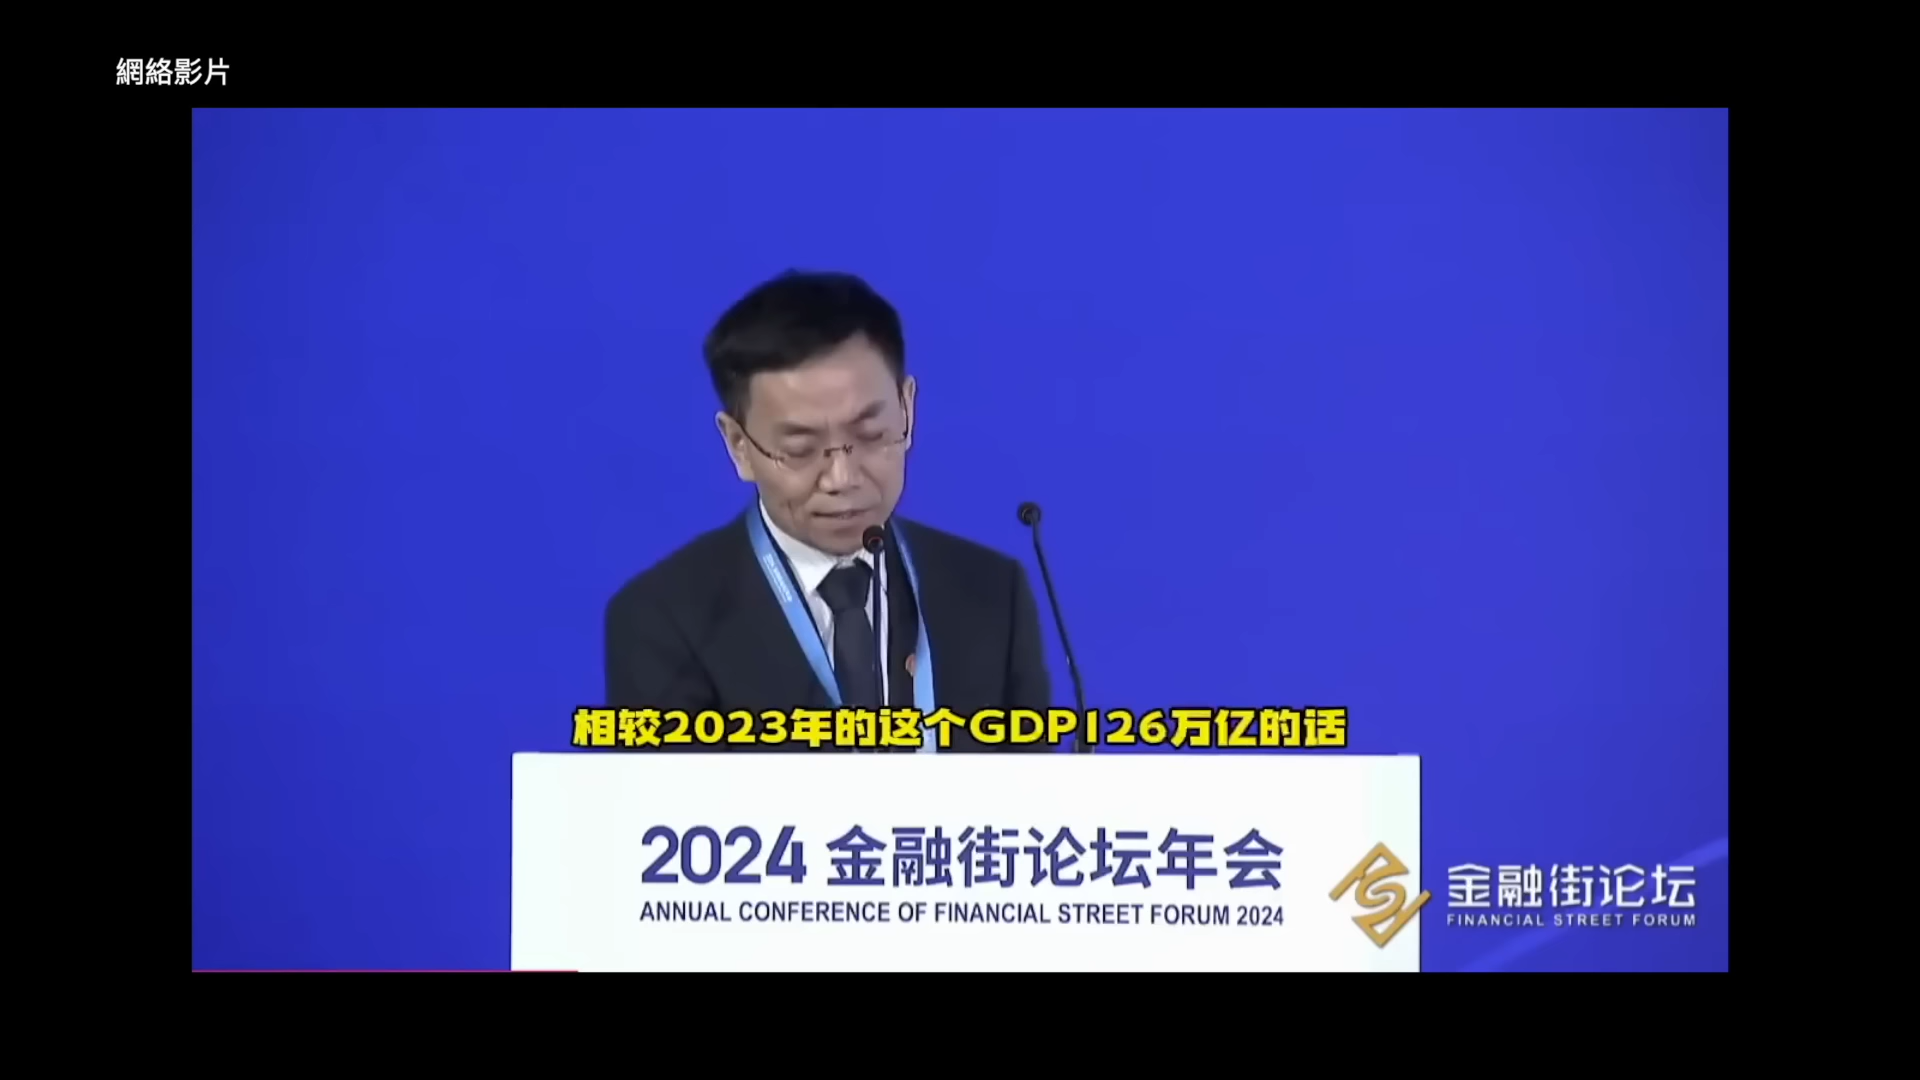 網絡影片
相较2023年的这个GDP126万亿的话
2024 金融街论坛年会
ANNUAL CONFERENCE OF FINANCIAL STREET FORUM 2024
金融街论坛
FINANCIAL STREET FORUM